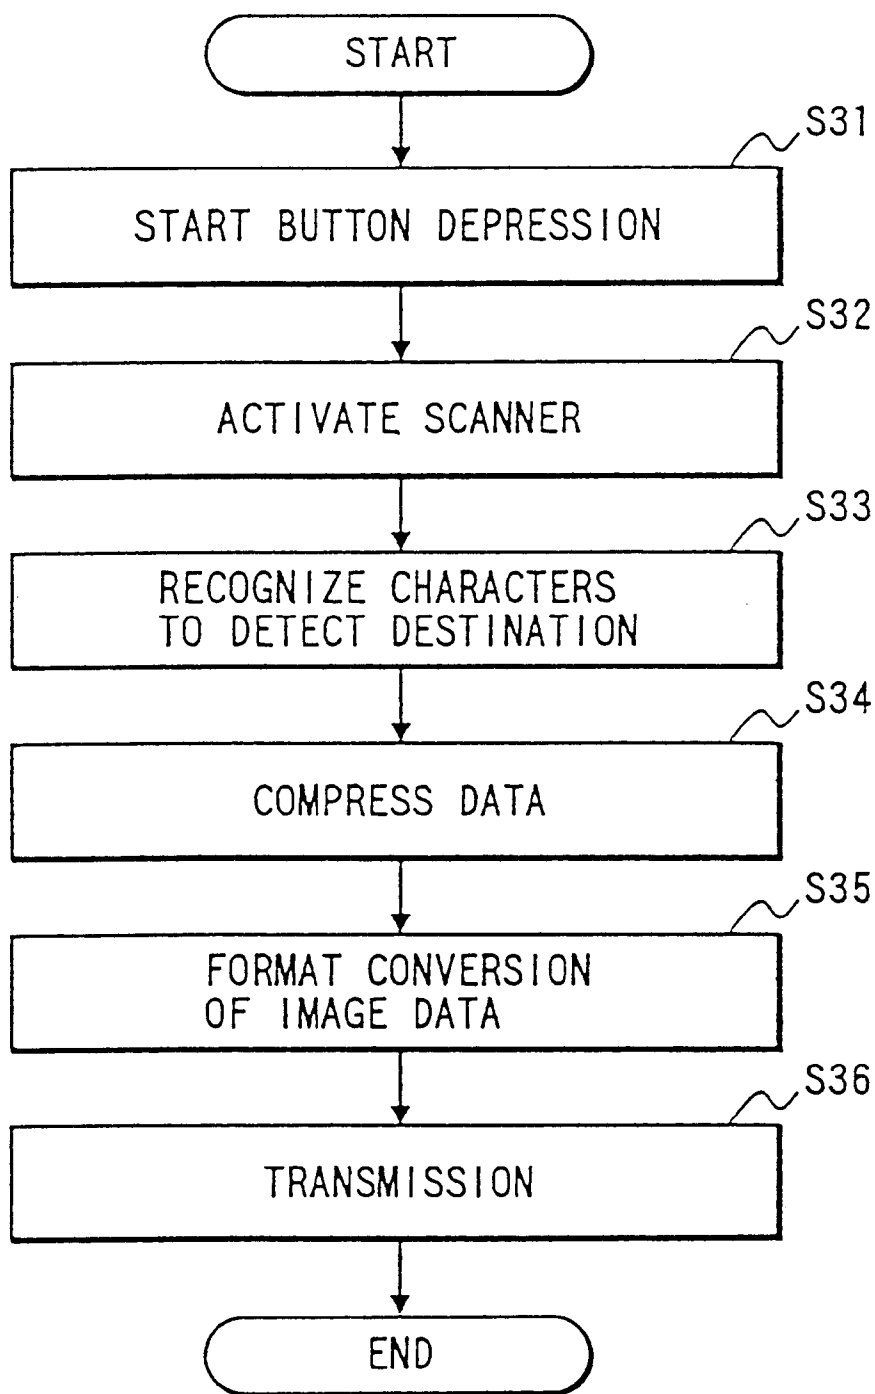 START
S31
START BUTTON DEPRESSION
S32
ACTIVATE SCANNER
S33
RECOGNIZE CHARACTERS
TO DETECT DESTINATION
S34
COMPRESS DATA
S35
FORMAT CONVERSION
OF IMAGE DATA
S36
TRANSMISSION
END